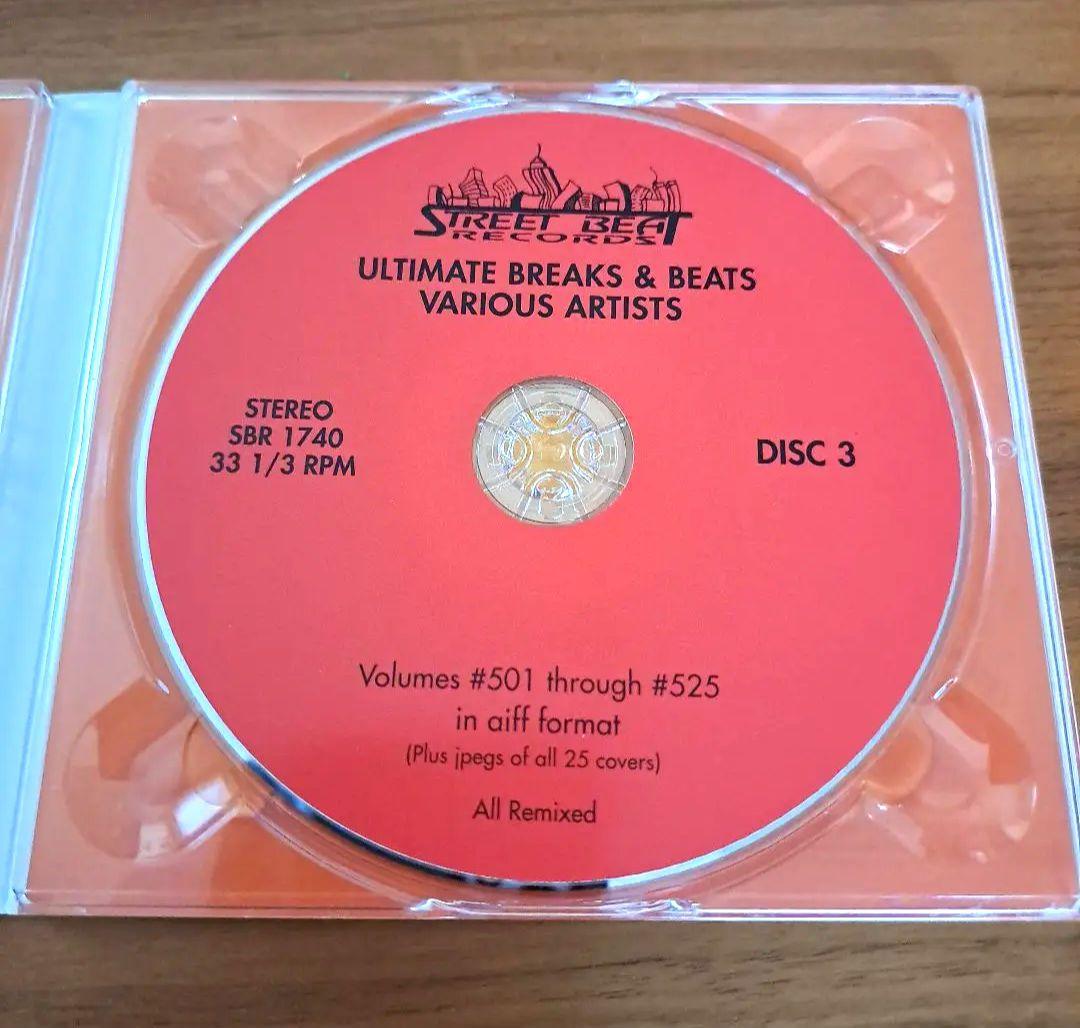 STREET BEAT
RECORDS
ULTIMATE BREAKS & BEATS
VARIOUS ARTISTS
STEREO
SBR 1740
33 1/3 RPM
DISC 3
Volumes #501 through #525
in aiff format
(Plus jpegs of all 25 covers)
All Remixed